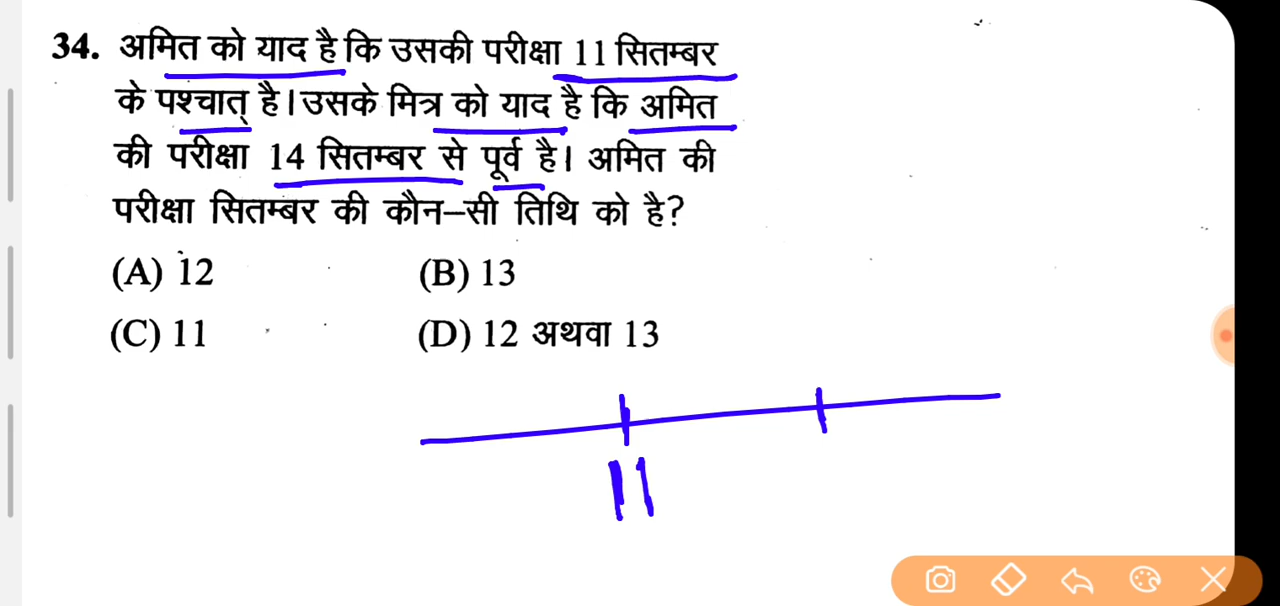 34. अमित को याद है कि उसकी परीक्षा 11 सितम्बर
के पश्चात् है। उसके मित्र को याद है कि अमित
की परीक्षा 14 सितम्बर से पूर्व है। अमित की
परीक्षा सितम्बर की कौन–सी तिथि को है?
(A) 12 (B) 13
(C) 11 (D) 12 अथवा 13
11